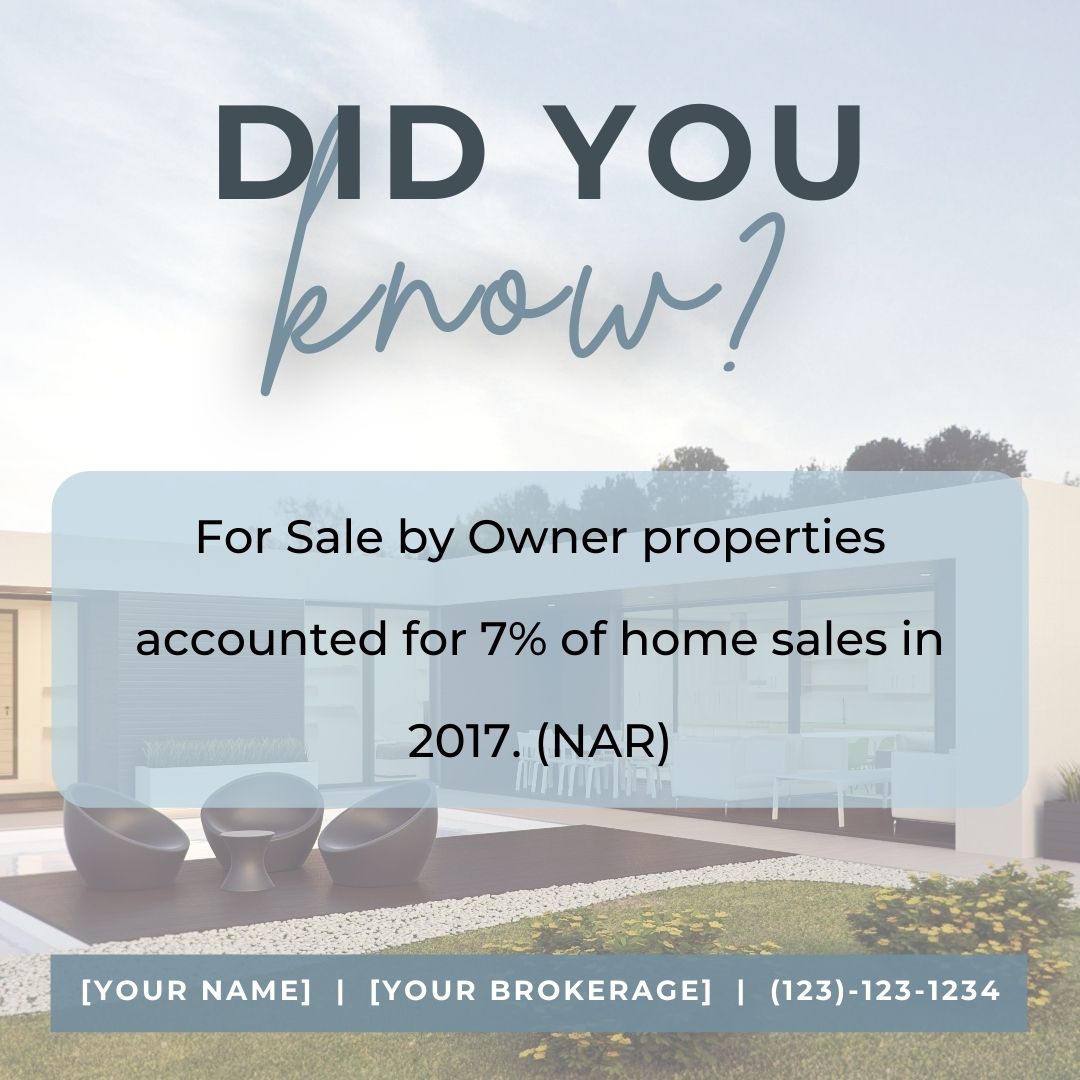 DID YOU
know?
For Sale by Owner properties
accounted for 7% of home sales in
2017. (NAR)
[YOUR NAME] | [YOUR BROKERAGE] | (123)-123-1234